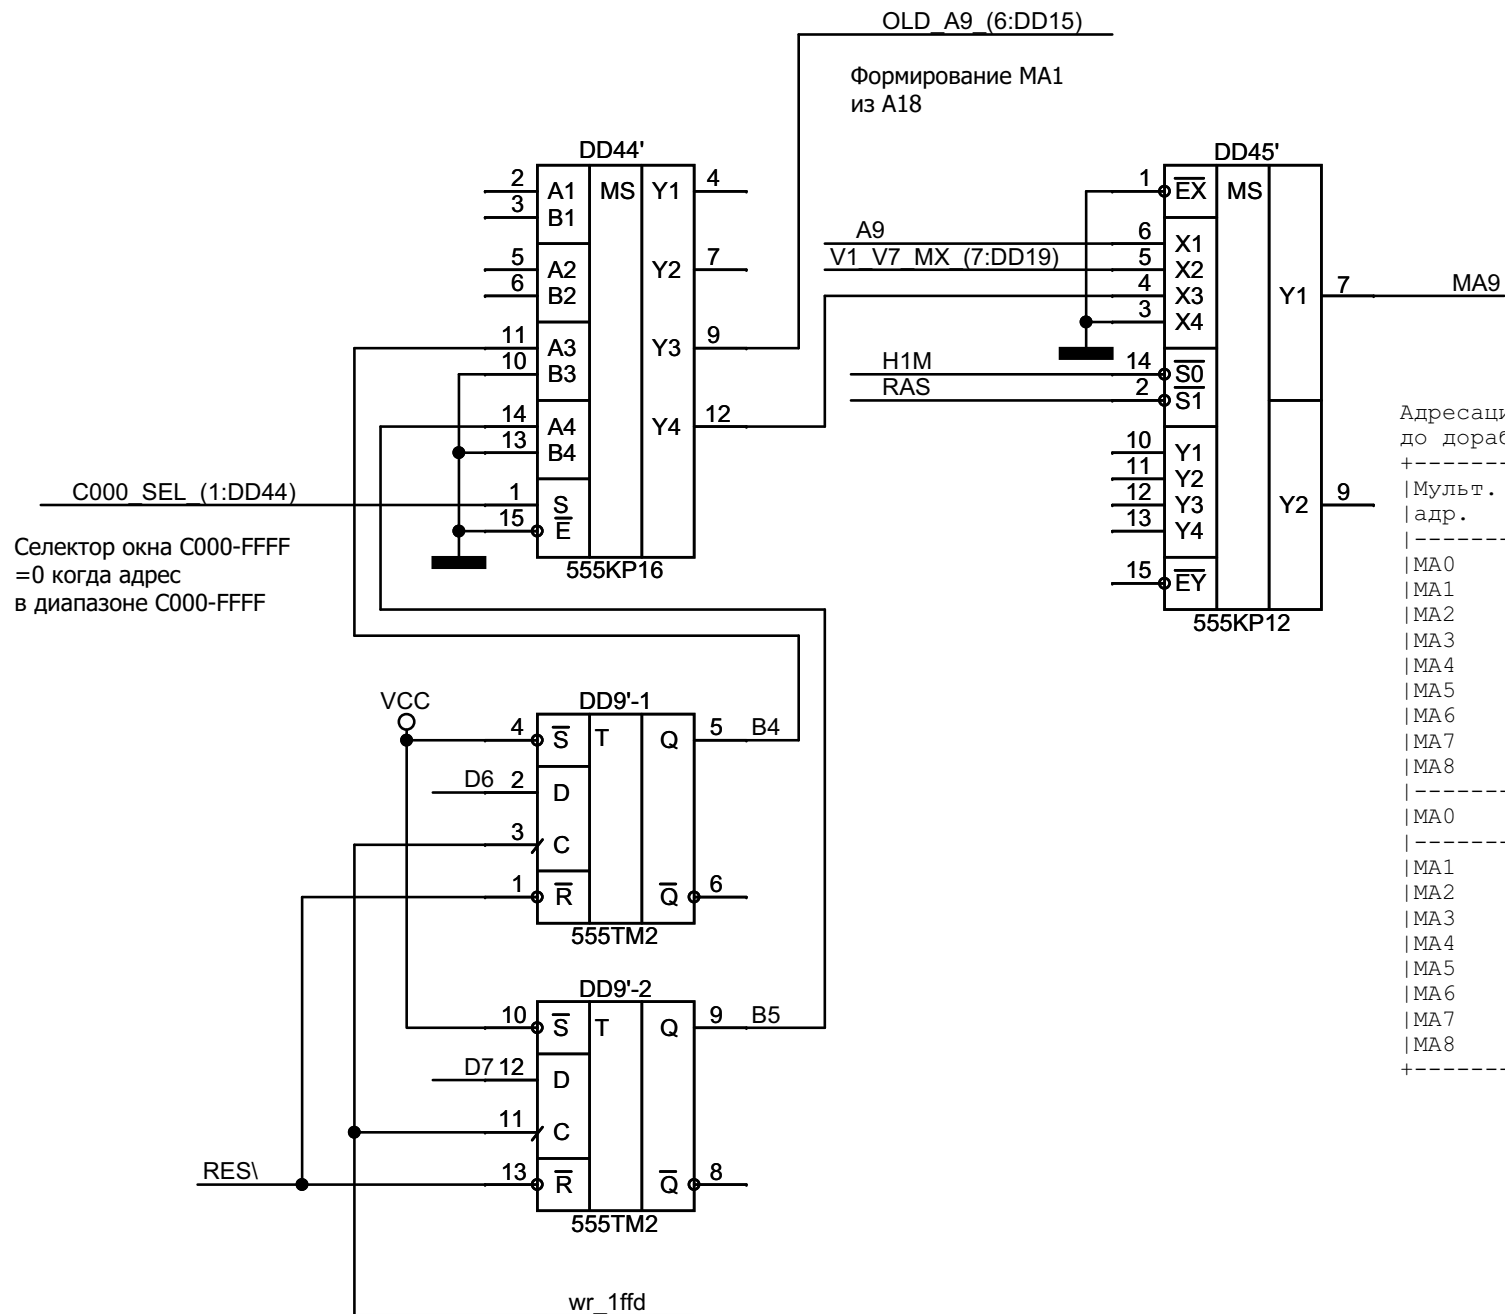 OLD_A9_(6:DD15)
Формирование MA1
из A18
DD44'
2 A1 MS Y1 4
3 B1
5 A2 Y2 7
6 B2
11 A3 Y3 9
10 B3
14 A4 Y4 12
13 B4
C000_SEL_(1:DD44) 1 S
15 E
555КР16
Селектор окна C000-FFFF
=0 когда адрес
в диапазоне C000-FFFF
DD45'
1 EX MS
A9 6 X1
V1_V7_MX_(7:DD19) 5 X2
4 X3 Y1 7 MA9
3 X4
H1M 14 S0
RAS 2 S1
10 Y1
11 Y2
12 Y3 Y2 9
13 Y4
15 EY
555КР12
VCC
DD9'-1
4 S T Q 5 B4
D6 2 D
3 C
1 R Q 6
555TM2
DD9'-2
10 S T Q 9 B5
D7 12 D
11 C
RES\ 13 R Q 8
555TM2
wr_1ffd
Адресаци
до дораб
+-------
|Мульт.
|адр.
|-------
|MA0
|MA1
|MA2
|MA3
|MA4
|MA5
|MA6
|MA7
|MA8
|-------
|MA0
|-------
|MA1
|MA2
|MA3
|MA4
|MA5
|MA6
|MA7
|MA8
+-------